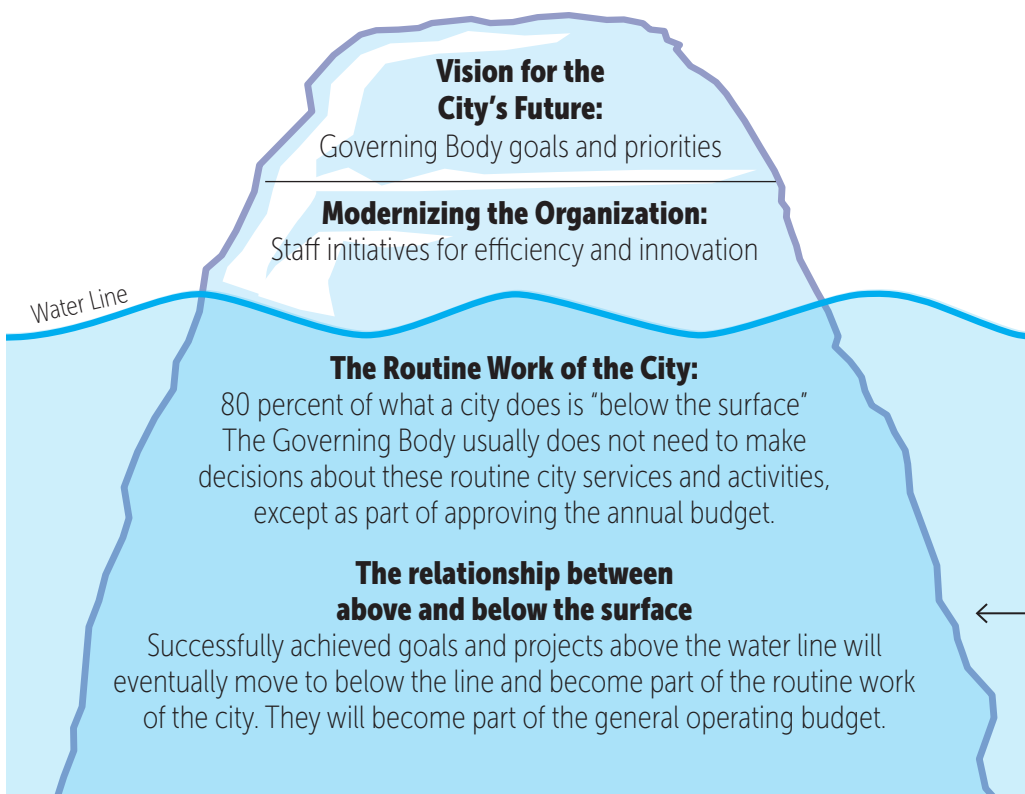 Vision for the
City’s Future:
Governing Body goals and priorities
Modernizing the Organization:
Staff initiatives for efficiency and innovation
Water Line
The Routine Work of the City:
80 percent of what a city does is “below the surface”
The Governing Body usually does not need to make
decisions about these routine city services and activities,
except as part of approving the annual budget.
The relationship between
above and below the surface
Successfully achieved goals and projects above the water line will
eventually move to below the line and become part of the routine work
of the city. They will become part of the general operating budget.